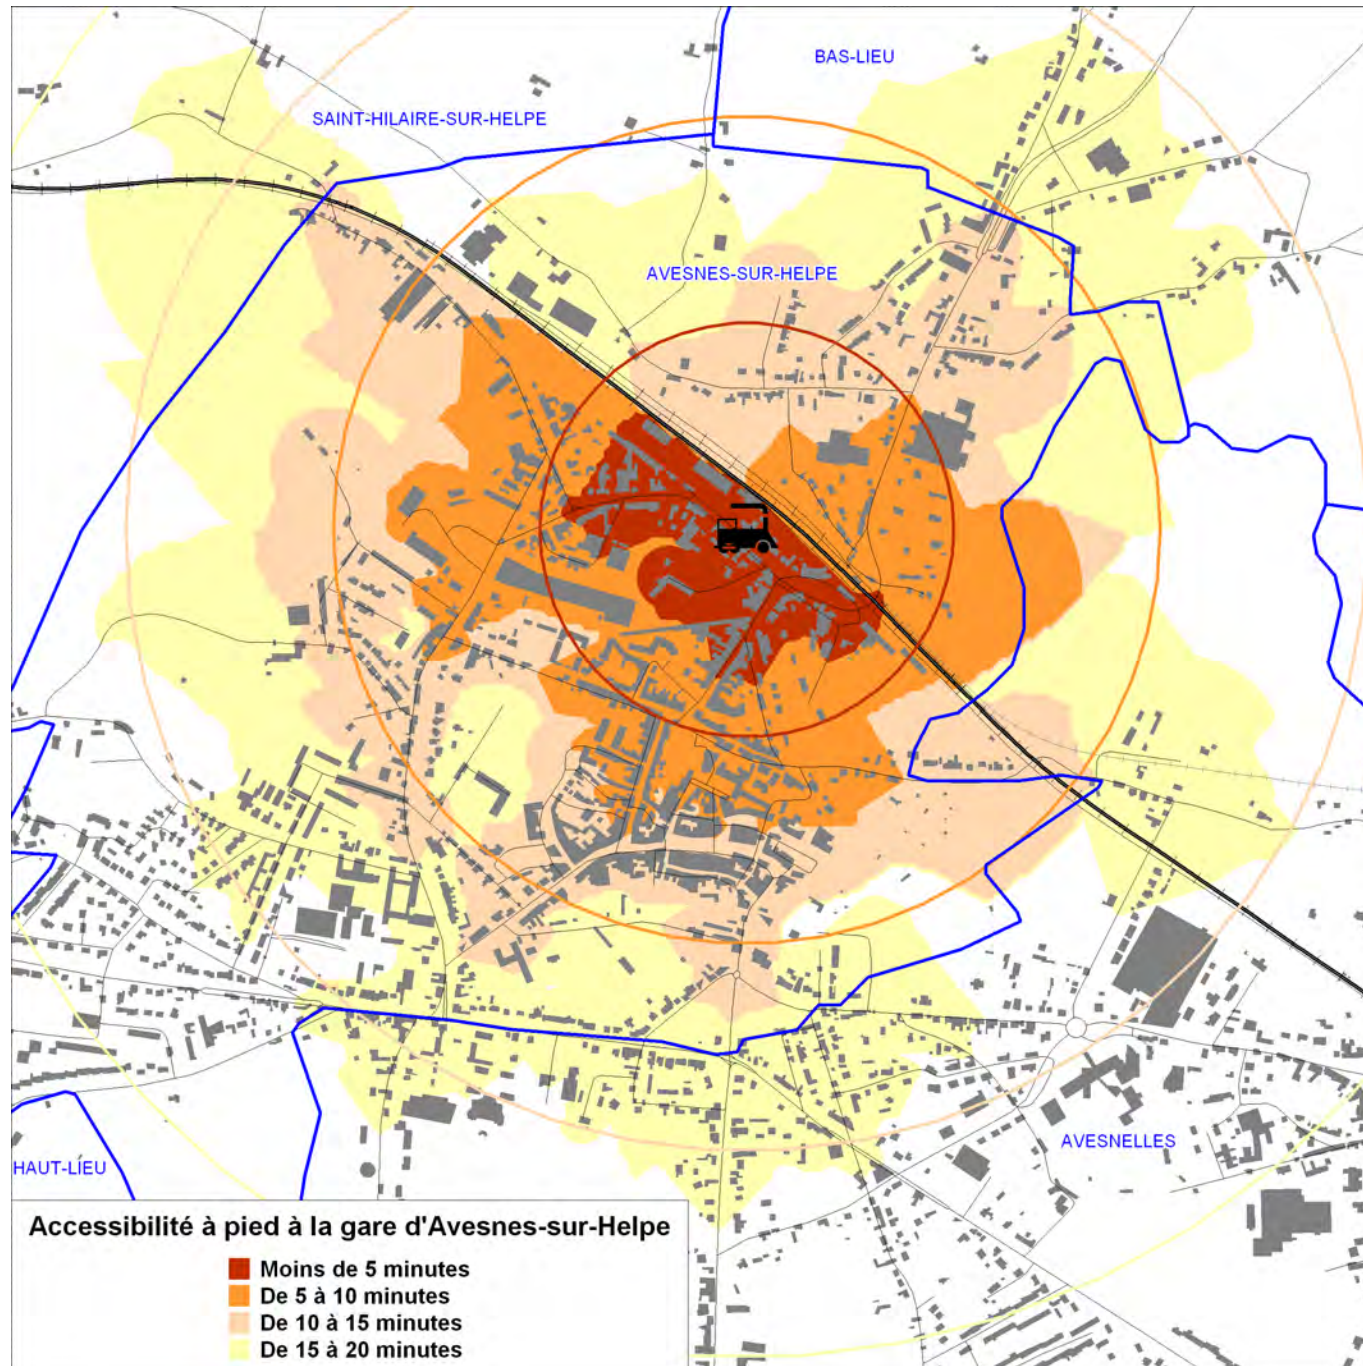 BAS-LIEU
SAINT-HILAIRE-SUR-HELPE
AVESNES-SUR-HELPE
AVESNELLES
HAUT-LIEU
Accessibilité à pied à la gare d'Avesnes-sur-Helpe
Moins de 5 minutes
De 5 à 10 minutes
De 10 à 15 minutes
De 15 à 20 minutes